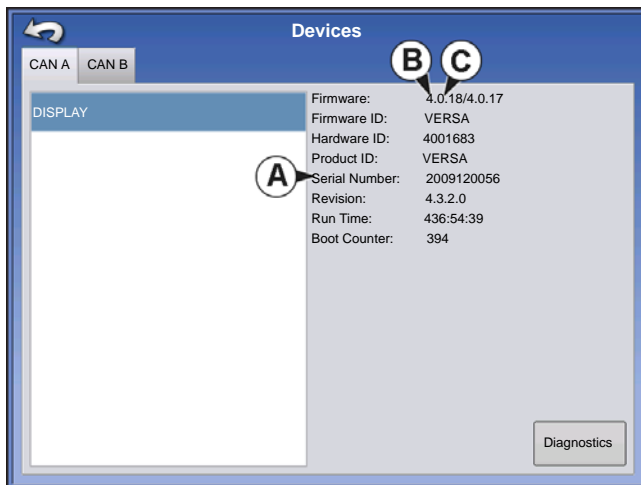 Devices
CAN A CAN B
DISPLAY
B C
Firmware: 4.0.18/4.0.17
Firmware ID: VERSA
Hardware ID: 4001683
Product ID: VERSA
A Serial Number: 2009120056
Revision: 4.3.2.0
Run Time: 436:54:39
Boot Counter: 394
Diagnostics